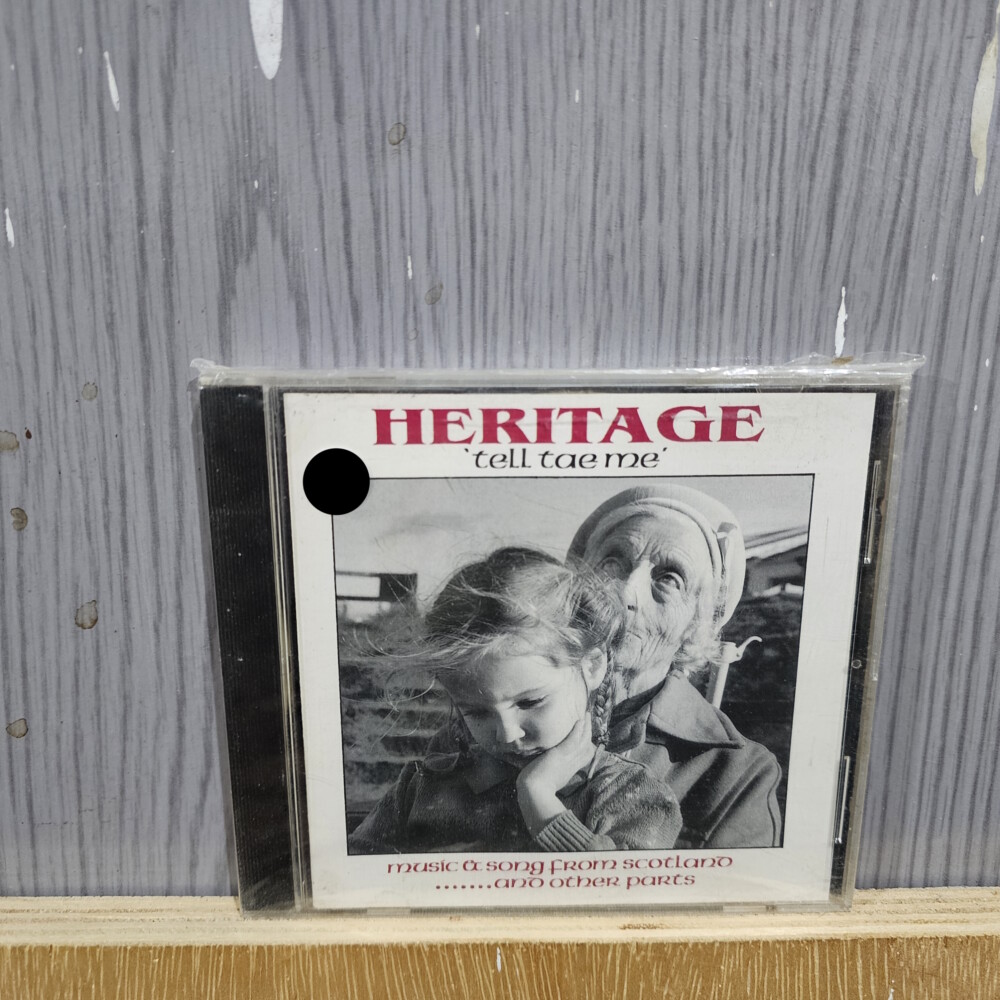 HERITAGE
'tell tae me'
music & song from scotland
.......and other parts